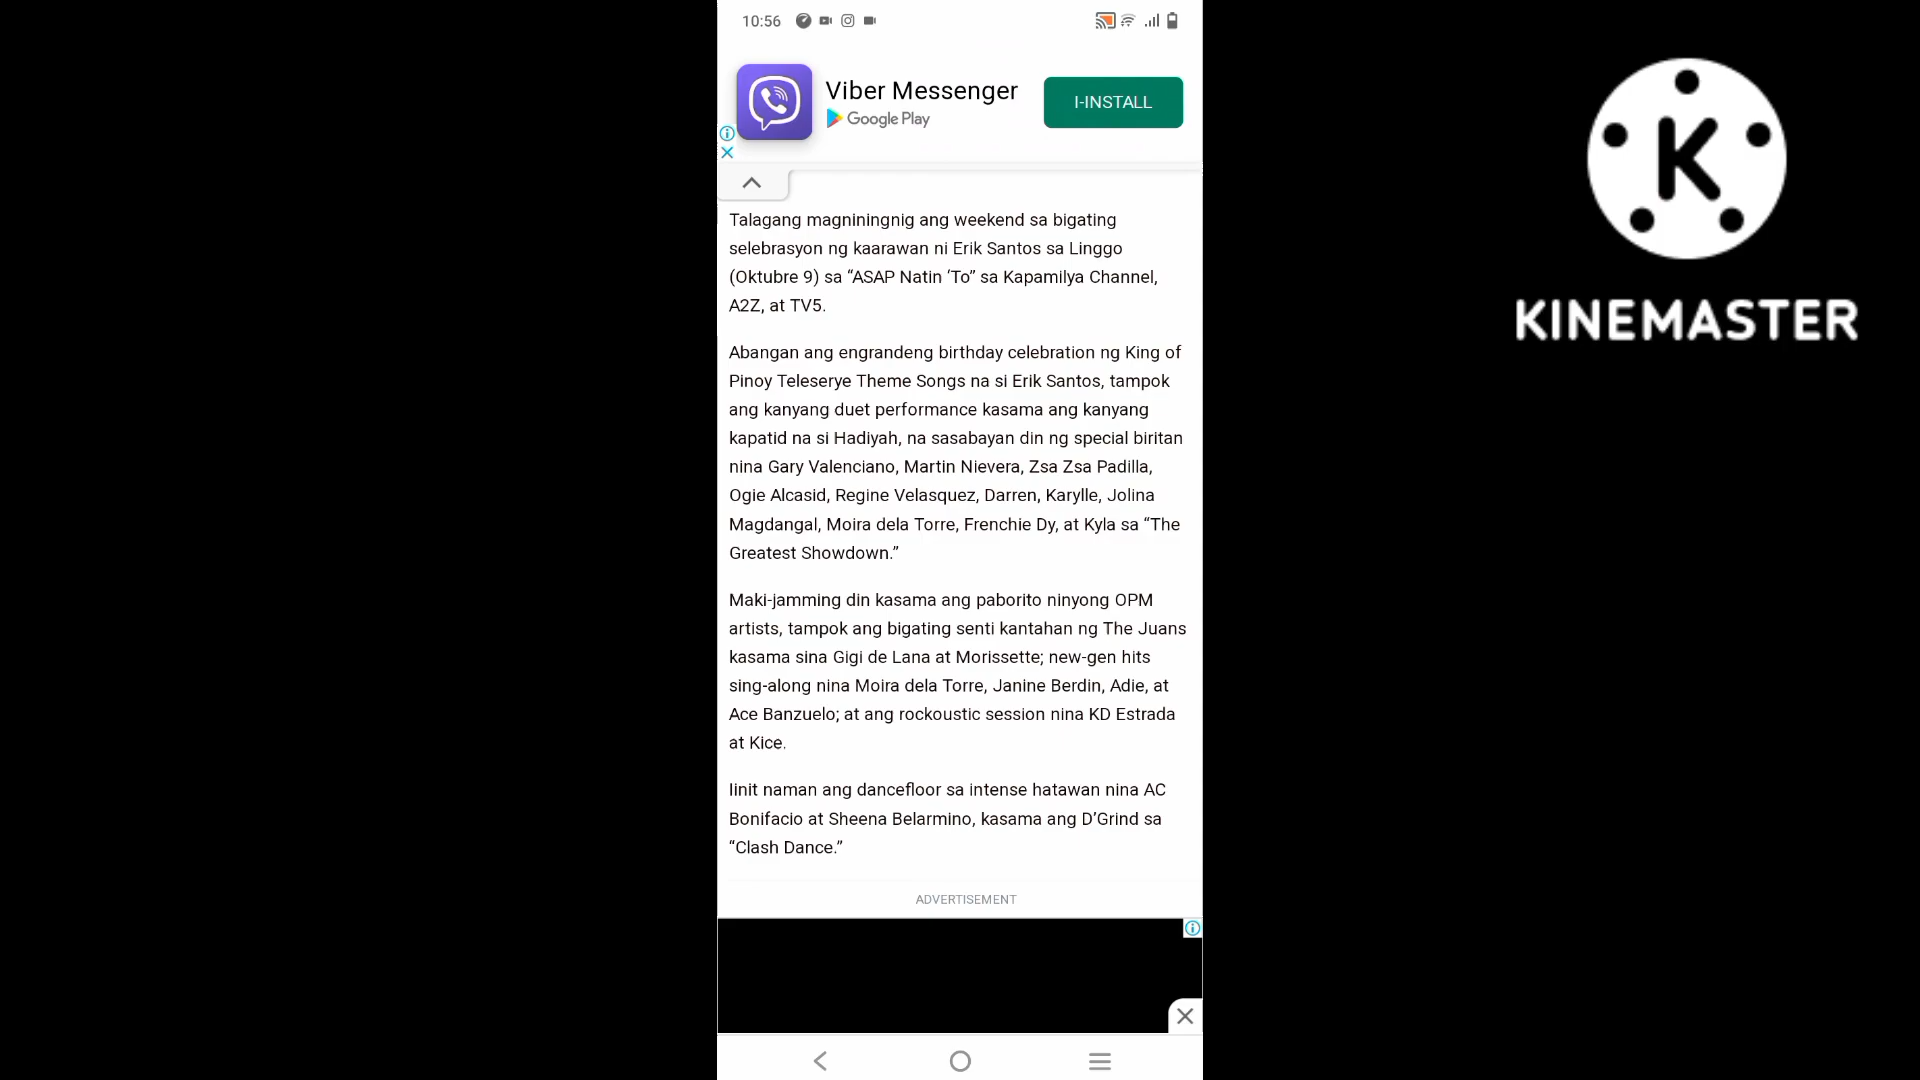 10:56
Viber Messenger
Google Play
I-INSTALL
K
KINEMASTER
Talagang magniningnig ang weekend sa bigating
selebrasyon ng kaarawan ni Erik Santos sa Linggo
(Oktubre 9) sa “ASAP Natin ‘To” sa Kapamilya Channel,
A2Z, at TV5.
Abangan ang engrandeng birthday celebration ng King of
Pinoy Teleserye Theme Songs na si Erik Santos, tampok
ang kanyang duet performance kasama ang kanyang
kapatid na si Hadiyah, na sasabayan din ng special biritan
nina Gary Valenciano, Martin Nievera, Zsa Zsa Padilla,
Ogie Alcasid, Regine Velasquez, Darren, Karylle, Jolina
Magdangal, Moira dela Torre, Frenchie Dy, at Kyla sa “The
Greatest Showdown.”
Maki-jamming din kasama ang paborito ninyong OPM
artists, tampok ang bigating senti kantahan ng The Juans
kasama sina Gigi de Lana at Morissette; new-gen hits
sing-along nina Moira dela Torre, Janine Berdin, Adie, at
Ace Banzuelo; at ang rockoustic session nina KD Estrada
at Kice.
Iinit naman ang dancefloor sa intense hatawan nina AC
Bonifacio at Sheena Belarmino, kasama ang D’Grind sa
“Clash Dance.”
ADVERTISEMENT